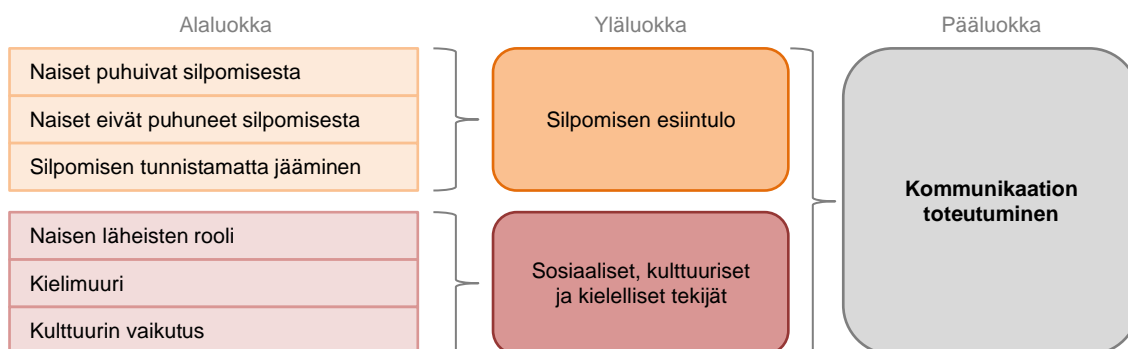 Alaluokka
Yläluokka
Pääluokka
Naiset puhuivat silpomisesta
Naiset eivät puhuneet silpomisesta
Silpomisen tunnistamatta jääminen
Silpomisen esiintulo
Naisen läheisten rooli
Kielimuuri
Kulttuurin vaikutus
Sosiaaliset, kulttuuriset
ja kielelliset tekijät
Kommunikaation
toteutuminen